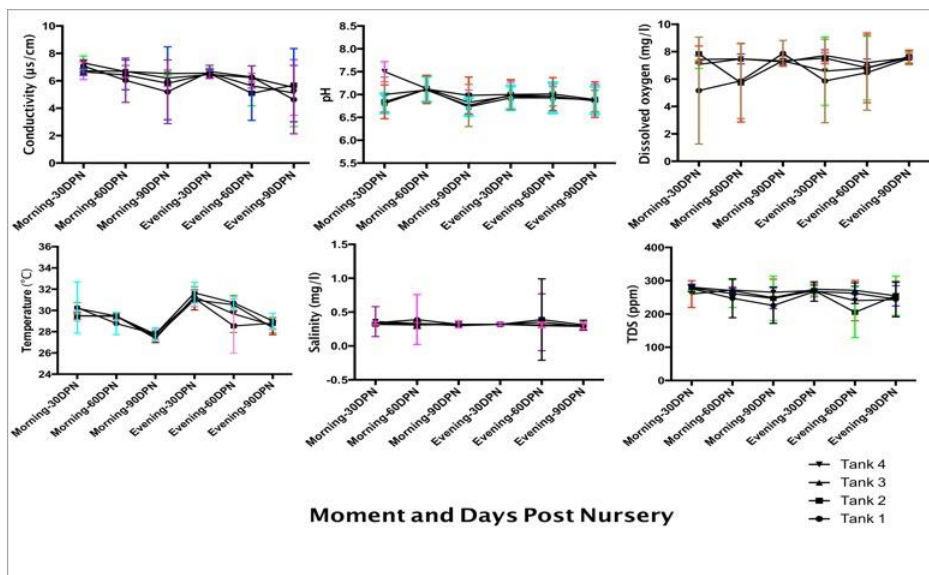 Conductivity (µs/cm)
10
8
6
4
2
0
Morning-30DPN
Morning-60DPN
Morning-90DPN
Evening-30DPN
Evening-60DPN
Evening-90DPN
pH
7.5
7.0
6.5
6.0
5.5
Morning-30DPN
Morning-60DPN
Morning-90DPN
Evening-30DPN
Evening-60DPN
Evening-90DPN
Dissolved oxygen (mg/l)
10
8
6
4
2
0
Morning-30DPN
Morning-60DPN
Morning-90DPN
Evening-30DPN
Evening-60DPN
Evening-90DPN
Temperature (°C)
36
34
32
30
28
26
24
Morning-30DPN
Morning-60DPN
Morning-90DPN
Evening-30DPN
Evening-60DPN
Evening-90DPN
Salinity (mg/l)
1.5
1.0
0.5
0.0
-0.5
Morning-30DPN
Morning-60DPN
Morning-90DPN
Evening-30DPN
Evening-60DPN
Evening-90DPN
TDS (ppm)
400
300
200
100
0
Morning-30DPN
Morning-60DPN
Morning-90DPN
Evening-30DPN
Evening-60DPN
Evening-90DPN
Tank 4
Tank 3
Tank 2
Tank 1
Moment and Days Post Nursery